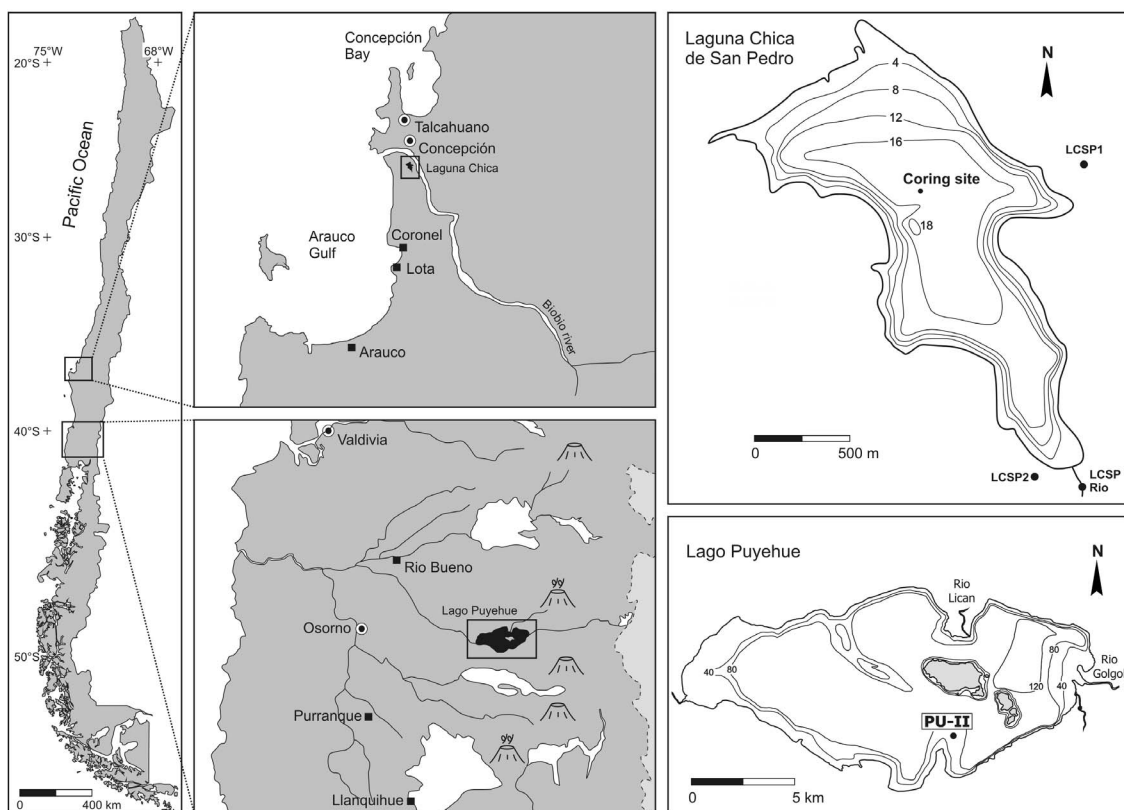 75°W
68°W
20°S
Pacific Ocean
30°S
40°S
50°S
0
400 km
Concepción
Bay
Talcahuano
Concepción
Laguna Chica
Arauco
Gulf
Coronel
Lota
Biobio river
Arauco
Valdivia
Rio Bueno
Lago Puyehue
Osorno
Purranque
Llanquihue
Laguna Chica
de San Pedro
N
4
8
12
16
LCSP1
Coring site
18
0
500 m
LCSP2
LCSP
Rio
Lago Puyehue
N
Rio
Lican
40
80
80
Rio
Golgol
120
40
PU-II
0
5 km